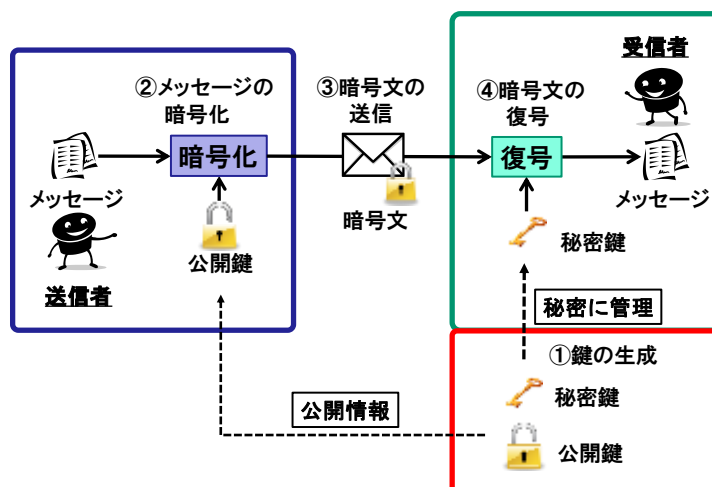 受信者
②メッセージの
暗号化
③暗号文の
送信
④暗号文の
復号
暗号化
復号
メッセージ
暗号文
メッセージ
公開鍵
秘密鍵
送信者
秘密に管理
①鍵の生成
秘密鍵
公開情報
公開鍵